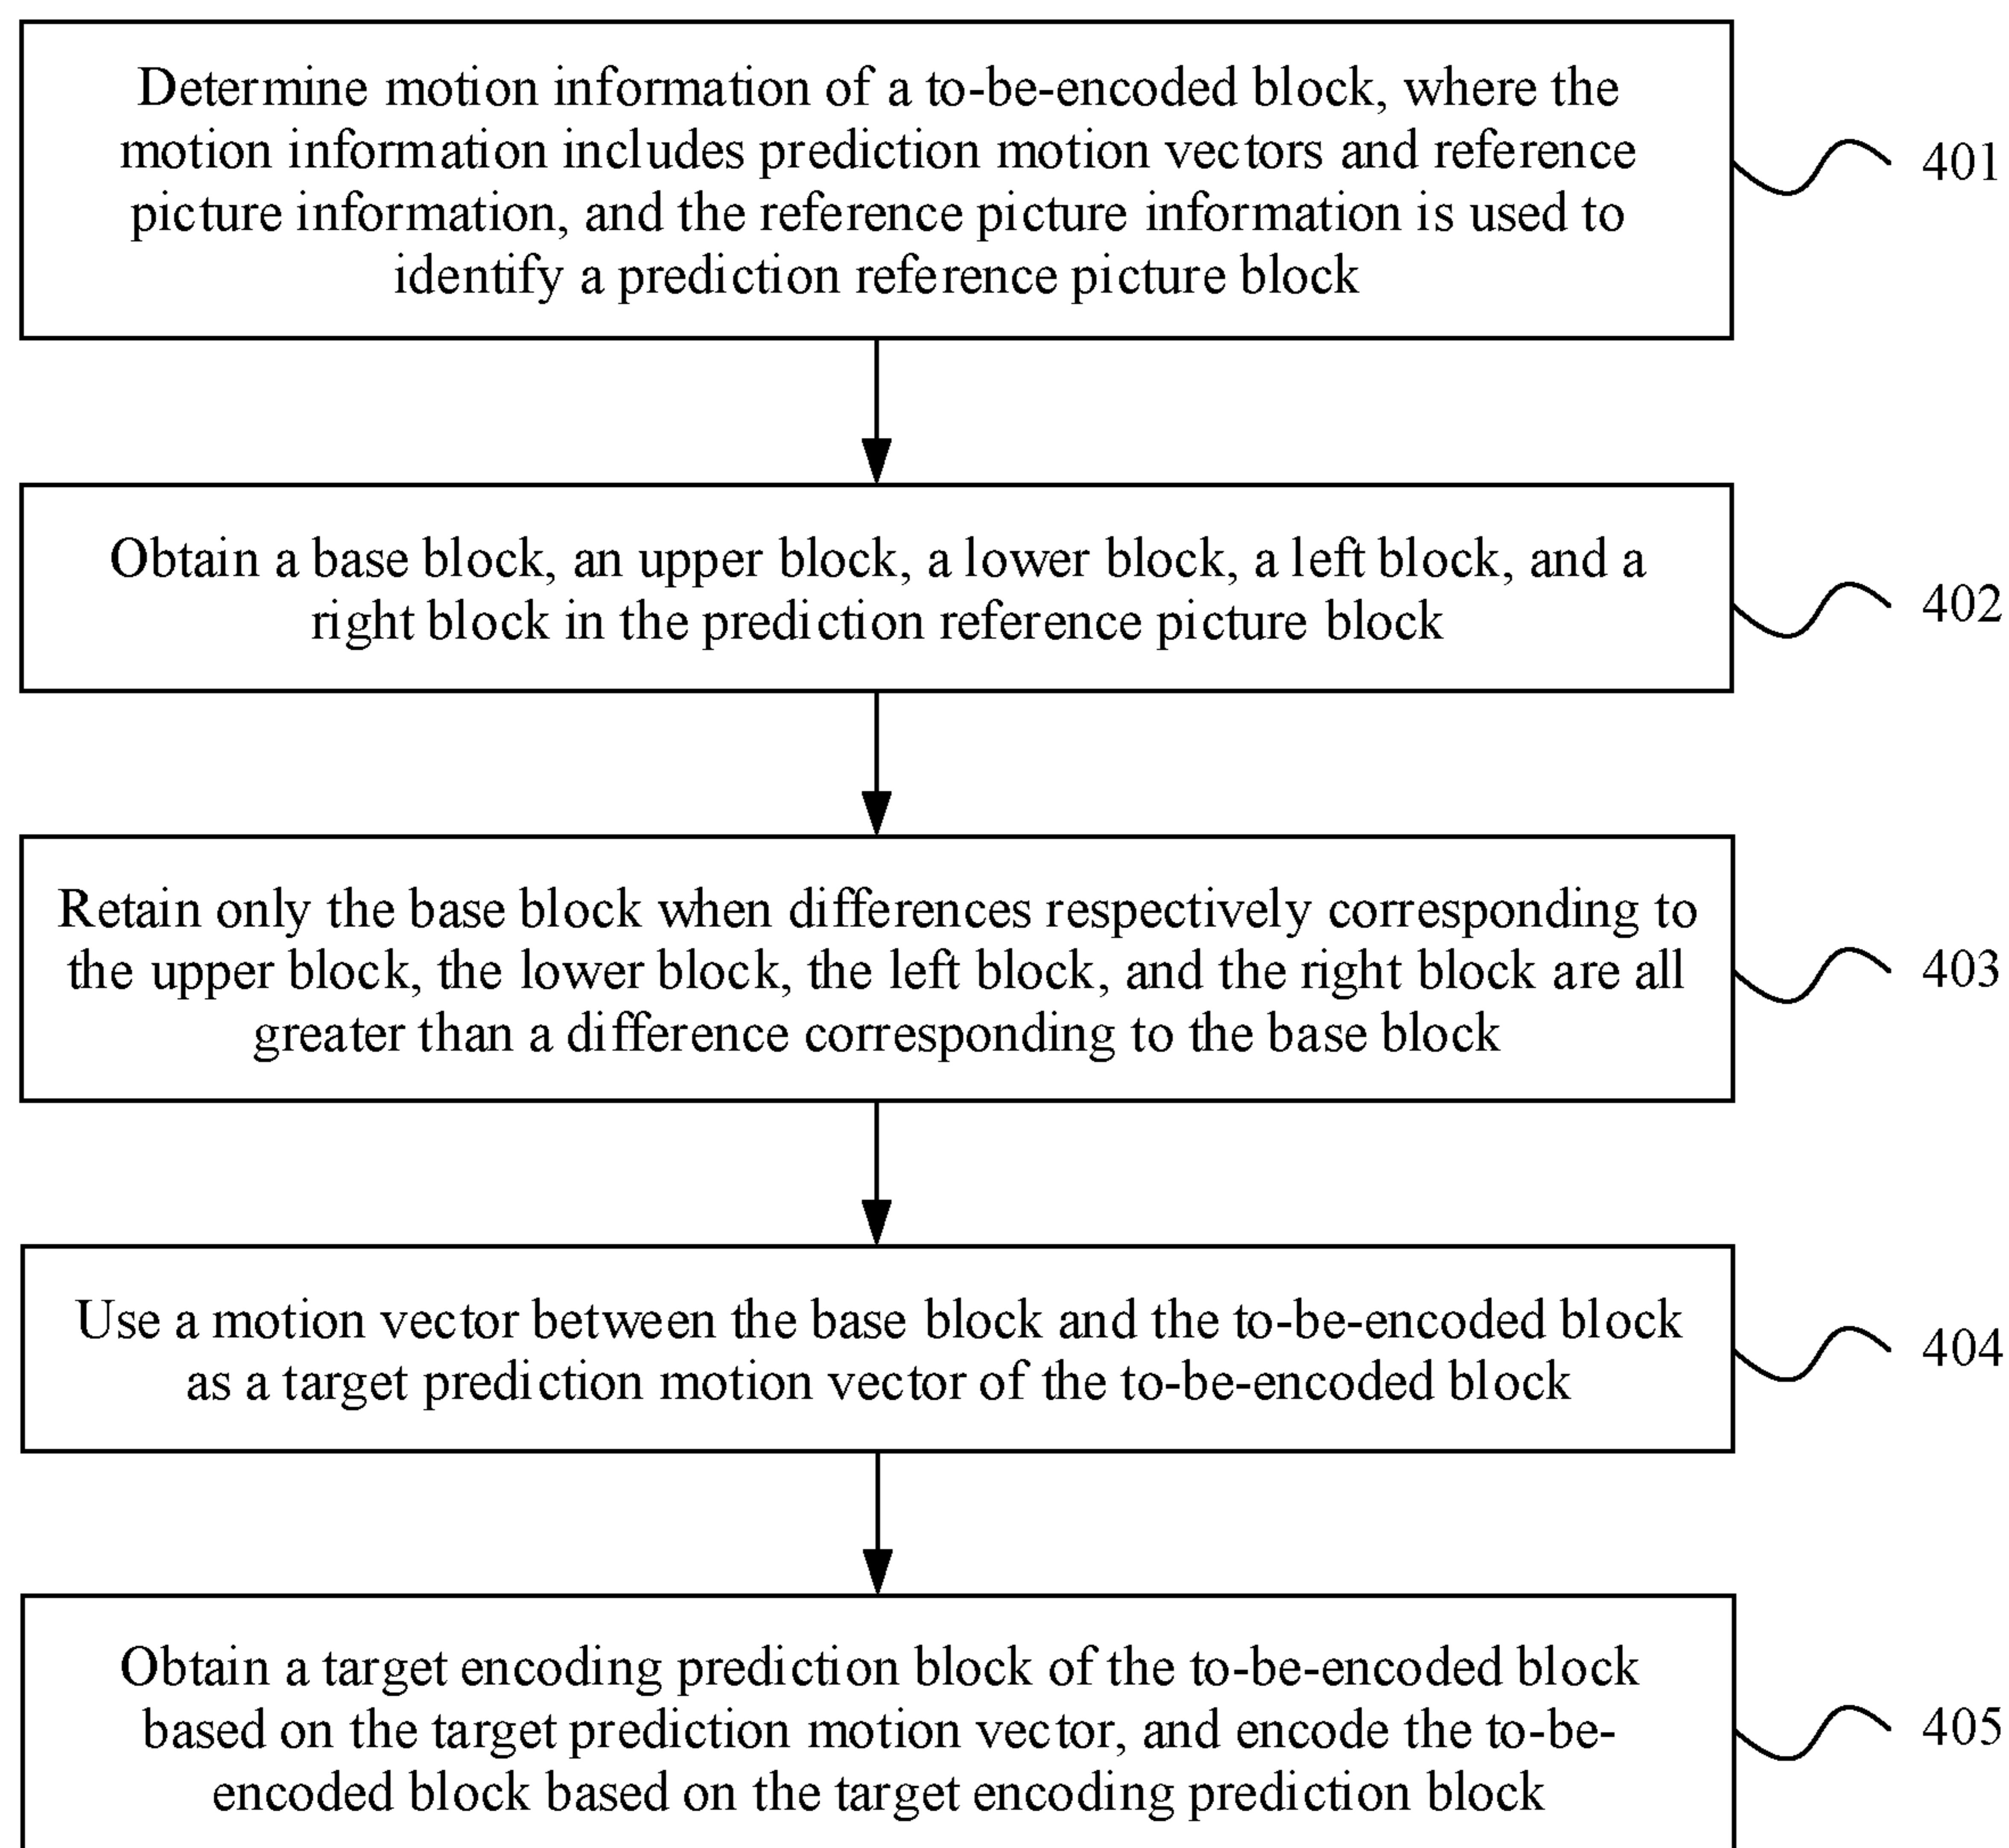 Determine motion information of a to-be-encoded block, where the
motion information includes prediction motion vectors and reference
picture information, and the reference picture information is used to
identify a prediction reference picture block
401
Obtain a base block, an upper block, a lower block, a left block, and a
right block in the prediction reference picture block
402
Retain only the base block when differences respectively corresponding to
the upper block, the lower block, the left block, and the right block are all
greater than a difference corresponding to the base block
403
Use a motion vector between the base block and the to-be-encoded block
as a target prediction motion vector of the to-be-encoded block
404
Obtain a target encoding prediction block of the to-be-encoded block
based on the target prediction motion vector, and encode the to-be-
encoded block based on the target encoding prediction block
405